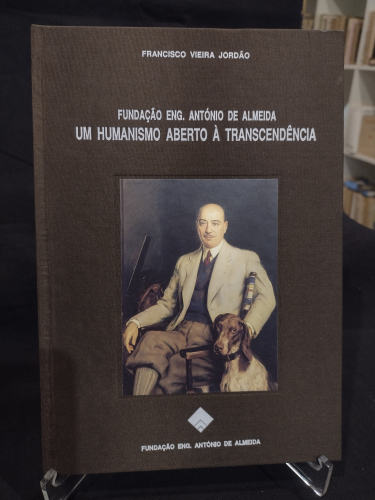 FRANCISCO VIEIRA JORDÃO
FUNDAÇÃO ENG. ANTÓNIO DE ALMEIDA
UM HUMANISMO ABERTO À TRANSCENDÊNCIA
FUNDAÇÃO ENG. ANTÓNIO DE ALMEIDA